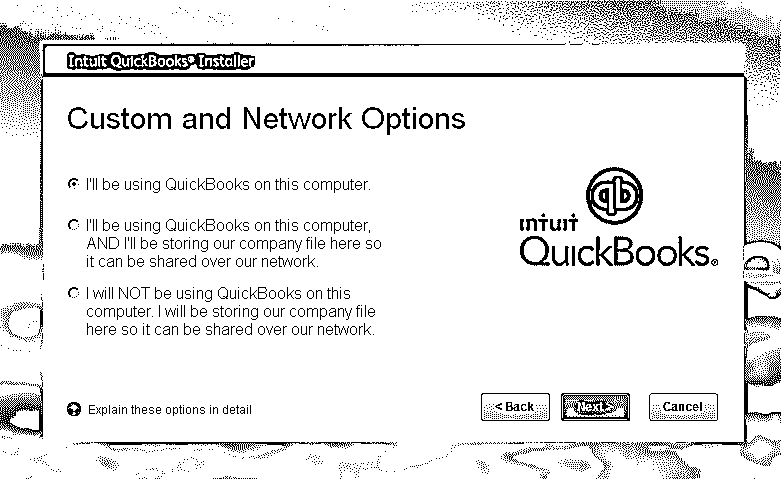 Intuit QuickBooks® Installer
Custom and Network Options
I'll be using QuickBooks on this computer.
I'll be using QuickBooks on this computer,
AND I'll be storing our company file here so
it can be shared over our network.
I will NOT be using QuickBooks on this
computer. I will be storing our company file
here so it can be shared over our network.
intuit
QuickBooks®
Explain these options in detail
< Back
Next >
Cancel